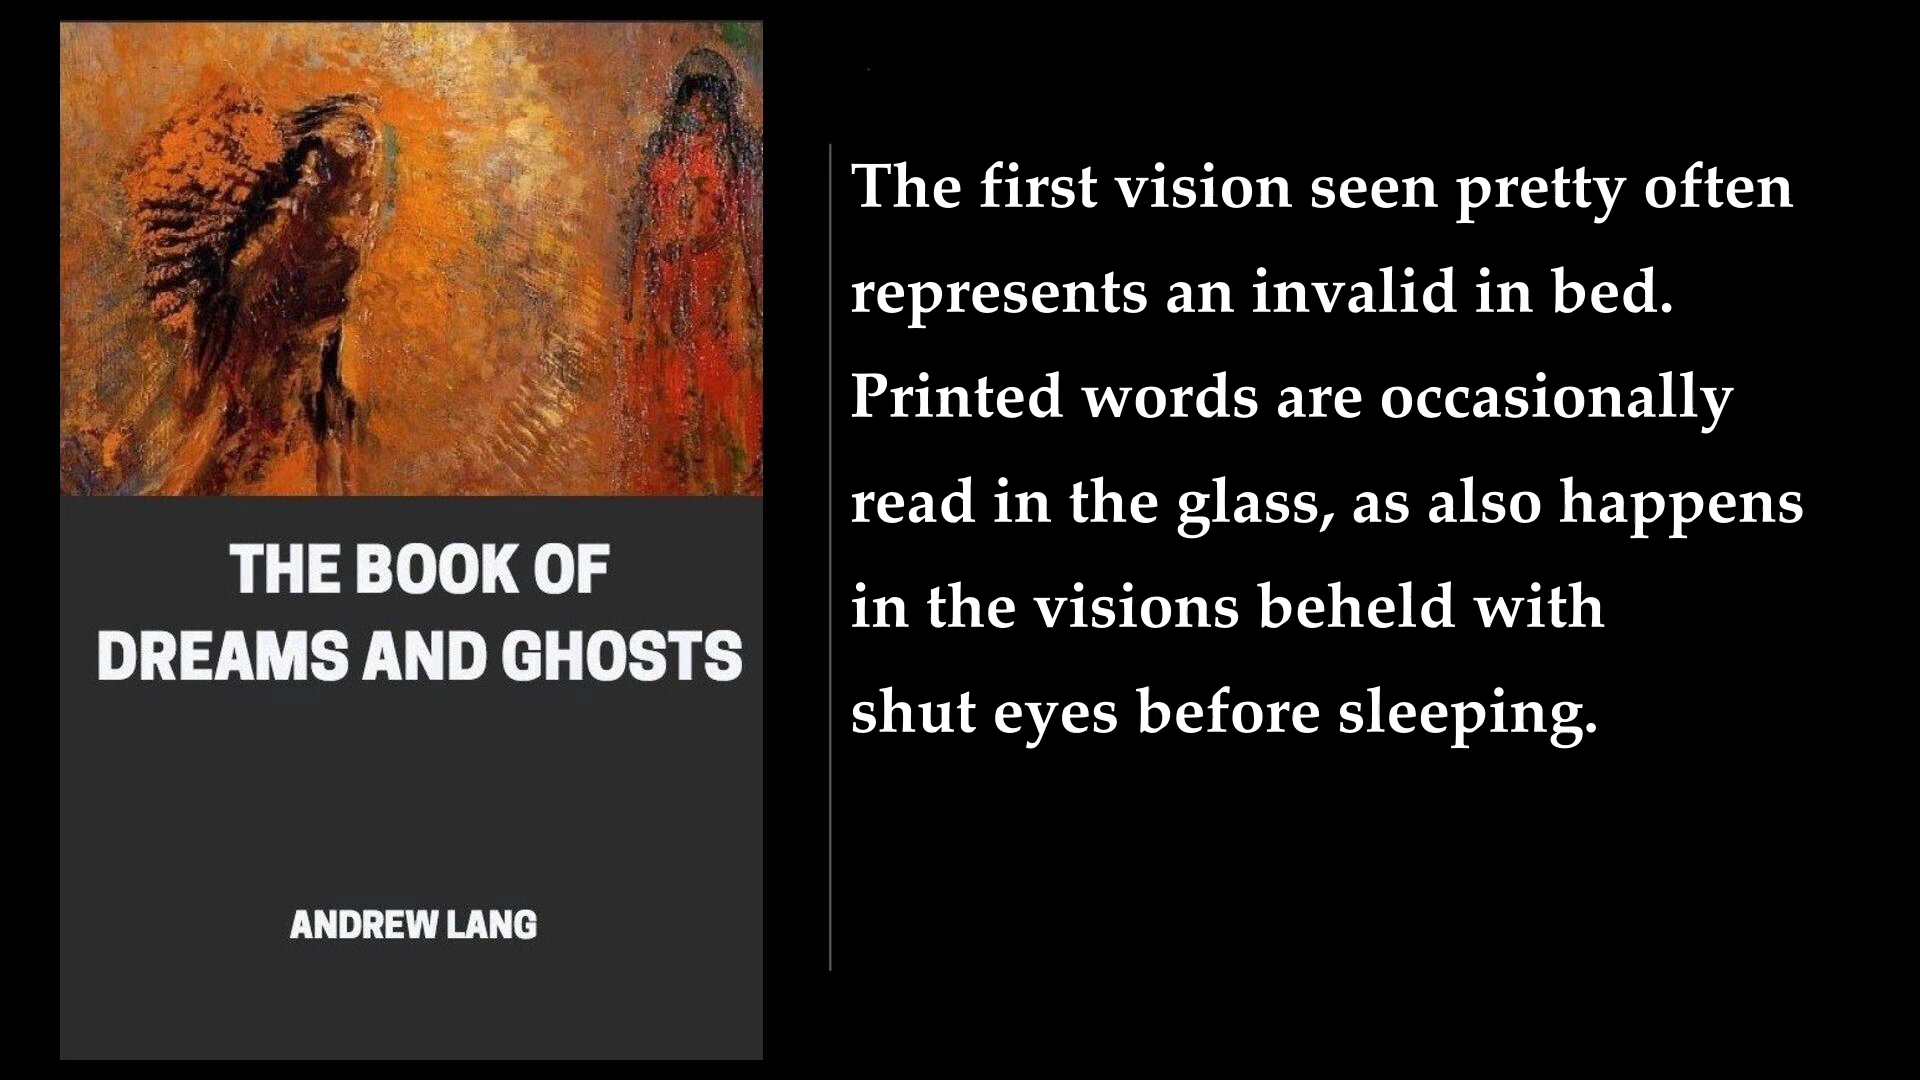 THE BOOK OF
DREAMS AND GHOSTS
ANDREW LANG
The first vision seen pretty often
represents an invalid in bed.
Printed words are occasionally
read in the glass, as also happens
in the visions beheld with
shut eyes before sleeping.